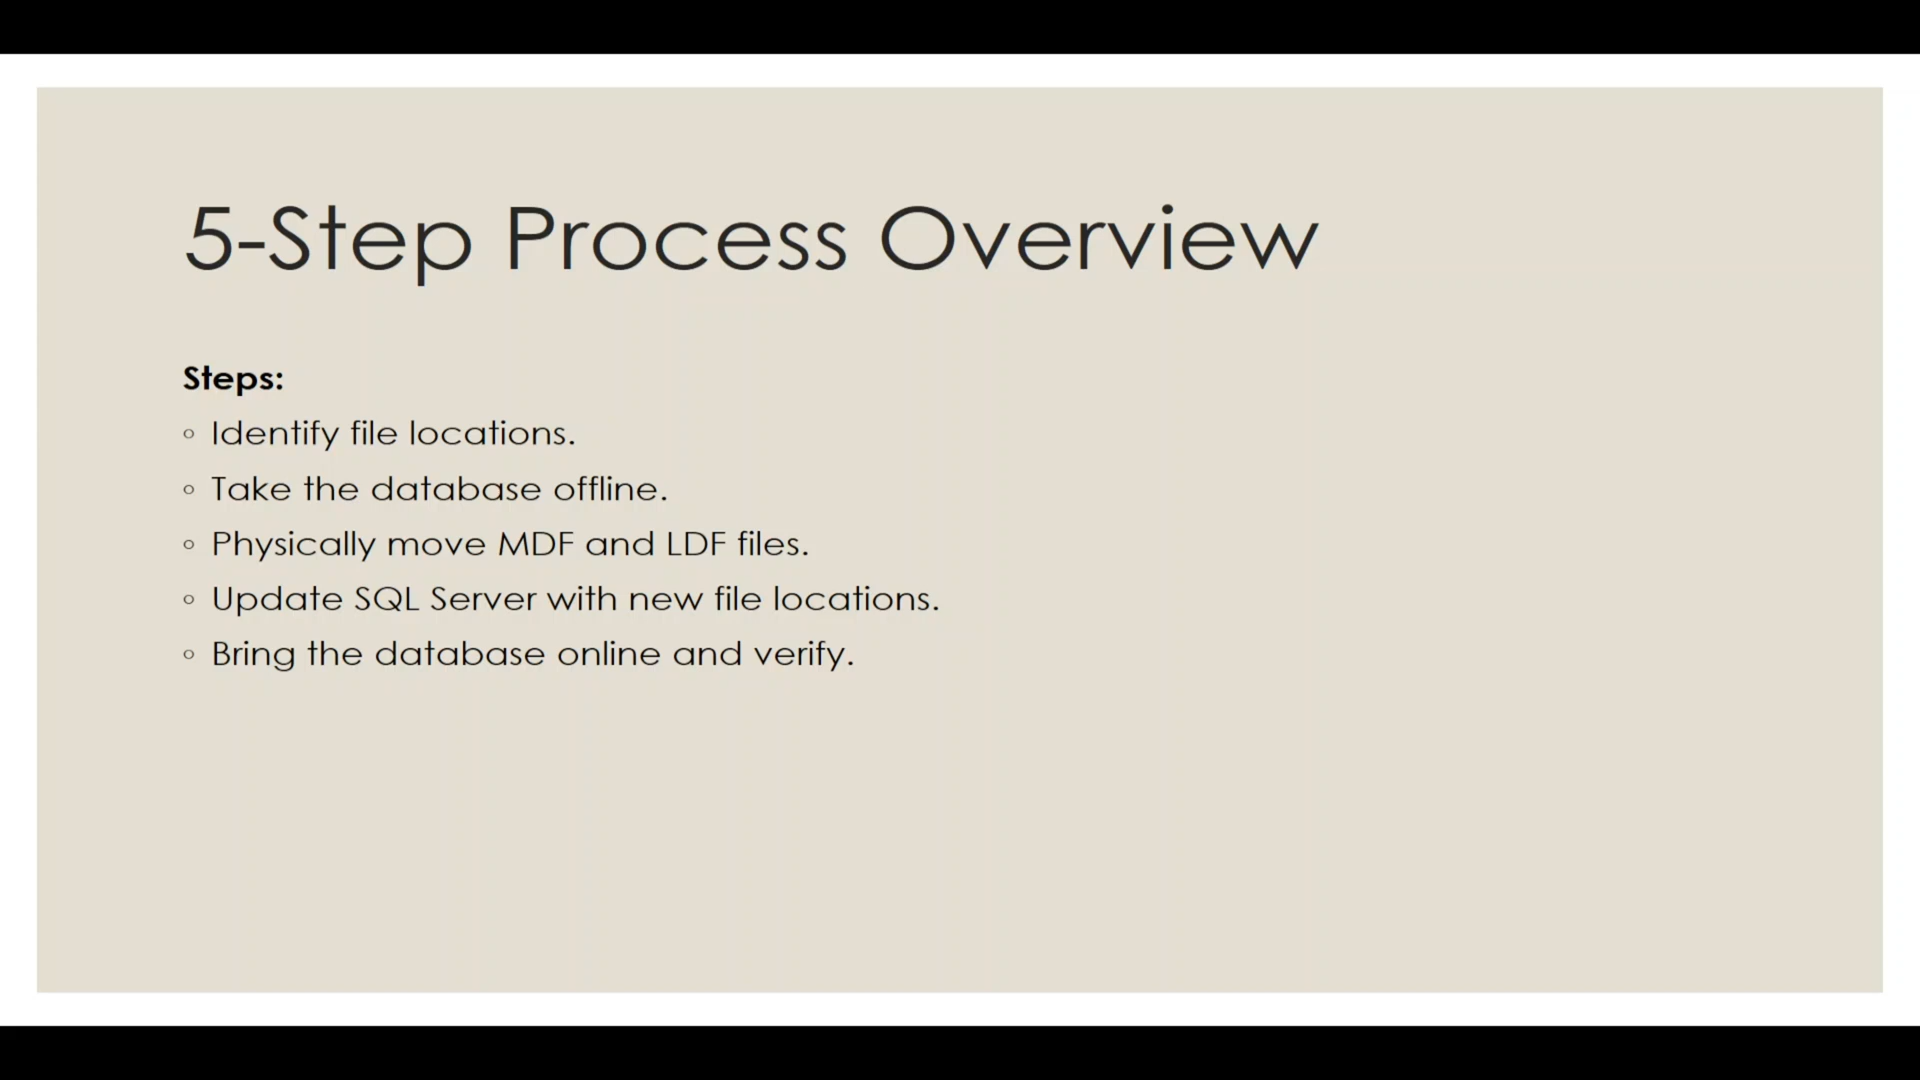 5-Step Process Overview
Steps:
◦ Identify file locations.
◦ Take the database offline.
◦ Physically move MDF and LDF files.
◦ Update SQL Server with new file locations.
◦ Bring the database online and verify.